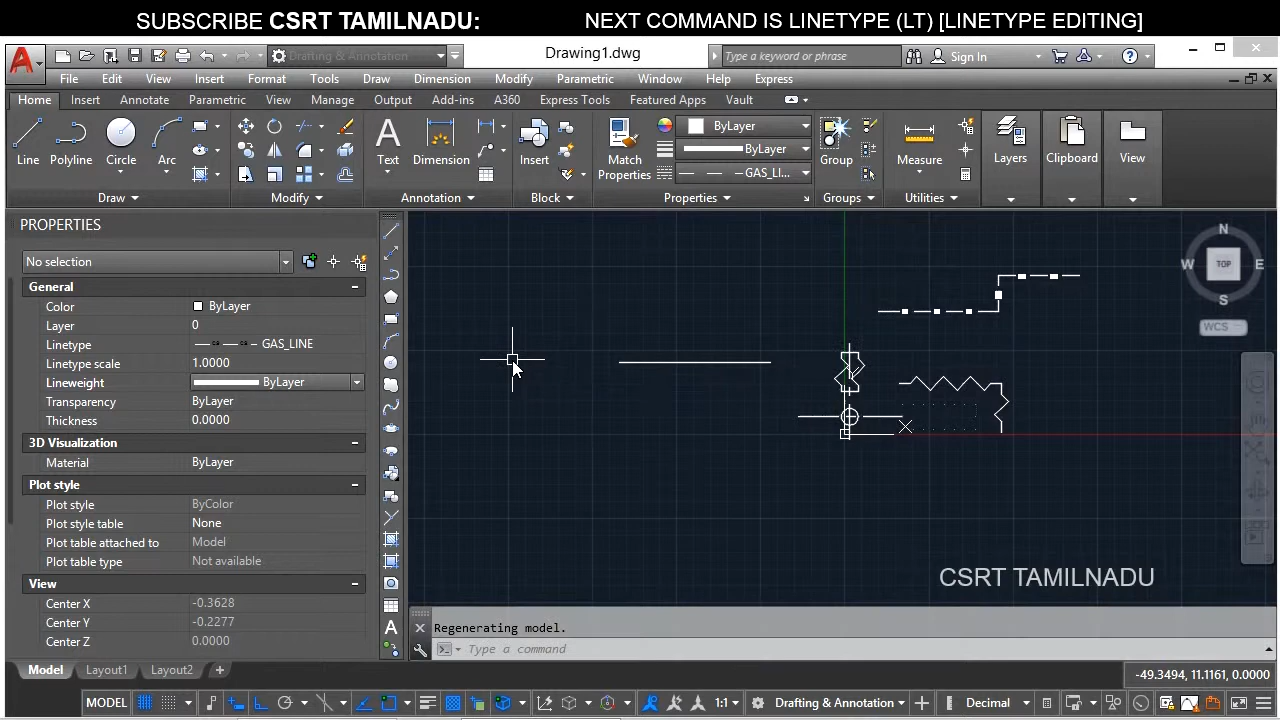 SUBSCRIBE CSRT TAMILNADU: NEXT COMMAND IS LINETYPE (LT) [LINETYPE EDITING]
Drafting & Annotation Drawing1.dwg Type a keyword or phrase Sign In
File Edit View Insert Format Tools Draw Dimension Modify Parametric Window Help Express
Home Insert Annotate Parametric View Manage Output Add-ins A360 Express Tools Featured Apps Vault
ByLayer
ByLayer
GAS_LI...
Line Polyline Circle Arc Text Dimension Insert Match Properties Group Measure Layers Clipboard View
Draw Modify Annotation Block Properties Groups Utilities
PROPERTIES
No selection
General
Color ByLayer
Layer 0
Linetype GAS_LINE
Linetype scale 1.0000
Lineweight ByLayer
Transparency ByLayer
Thickness 0.0000
3D Visualization
Material ByLayer
Plot style
Plot style ByColor
Plot style table None
Plot table attached to Model
Plot table type Not available
View
Center X -0.3628
Center Y -0.2277
Center Z 0.0000
N
W TOP E
S
WCS
CSRT TAMILNADU
Regenerating model.
Type a command
Model Layout1 Layout2 +
-49.3494, 11.1161, 0.0000
MODEL 1:1 Drafting & Annotation Decimal